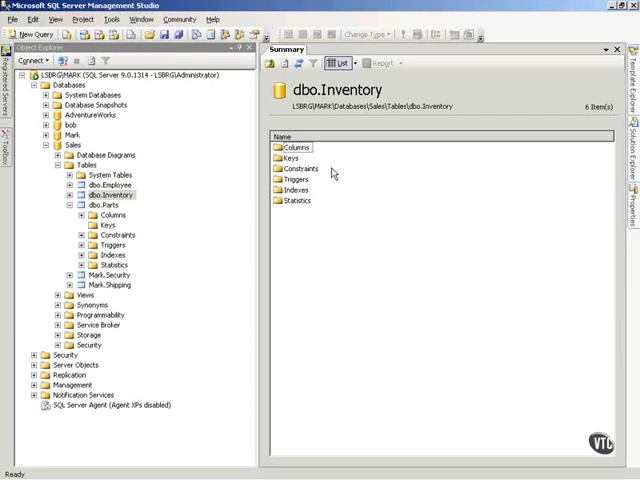 Microsoft SQL Server Management Studio
File Edit View Project Tools Window Community Help
New Query
Change Type
Object Explorer
Connect
LSBRG\MARK (SQL Server 9.0.1314 - LSBRG\Administrator)
Databases
System Databases
Database Snapshots
AdventureWorks
bob
Mark
Sales
Database Diagrams
Tables
System Tables
dbo.Employee
dbo.Inventory
dbo.Parts
Columns
Keys
Constraints
Triggers
Indexes
Statistics
Mark.Security
Mark.Shipping
Views
Synonyms
Programmability
Service Broker
Storage
Security
Security
Server Objects
Replication
Management
Notification Services
SQL Server Agent (Agent XPs disabled)
Registered Servers
Toolbox
Summary
List
Report
dbo.Inventory
LSBRG\MARK\Databases\Sales\Tables\dbo.Inventory
6 Item(s)
Name
Columns
Keys
Constraints
Triggers
Indexes
Statistics
Template Explorer
Solution Explorer
Properties
VTC
Ready